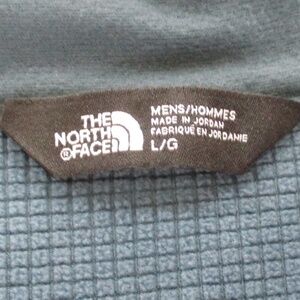 THE
NORTH
®FACE
MENS/HOMMES
MADE IN JORDAN
FABRIQUÉ EN JORDANIE
L/G